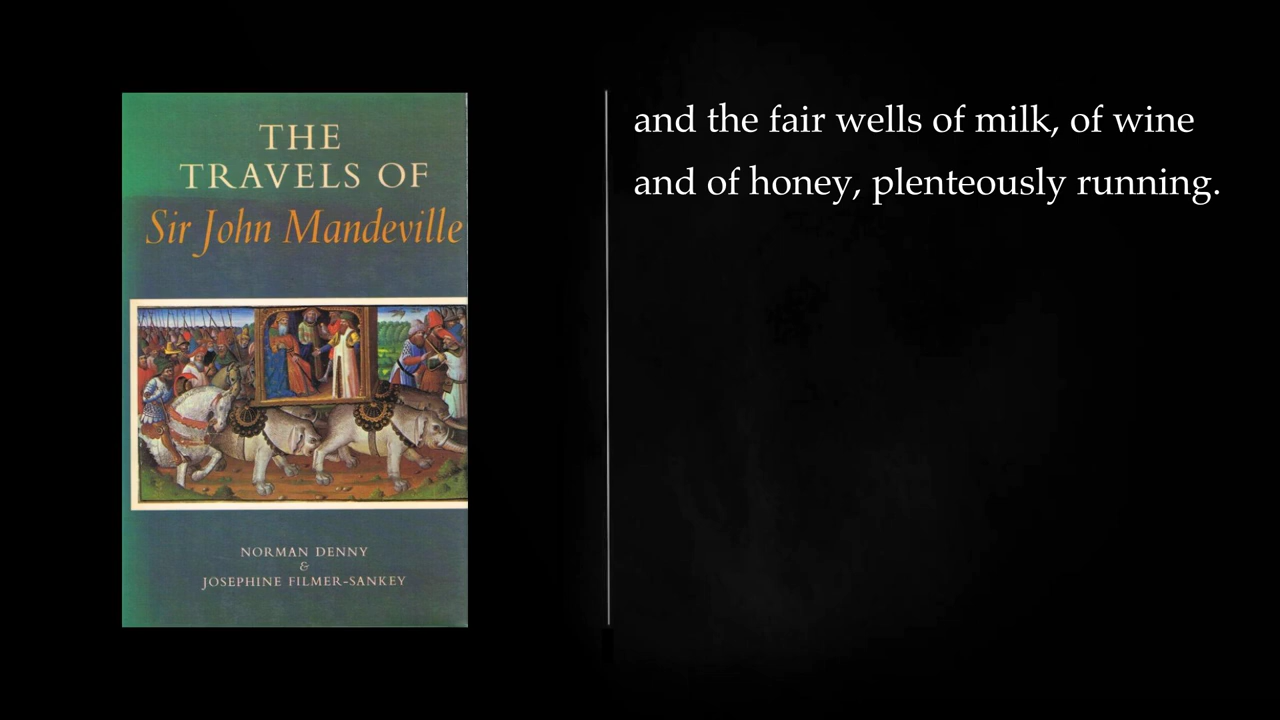 THE
TRAVELS OF
Sir John Mandeville
NORMAN DENNY
&
JOSEPHINE FILMER-SANKEY
and the fair wells of milk, of wine
and of honey, plenteously running.